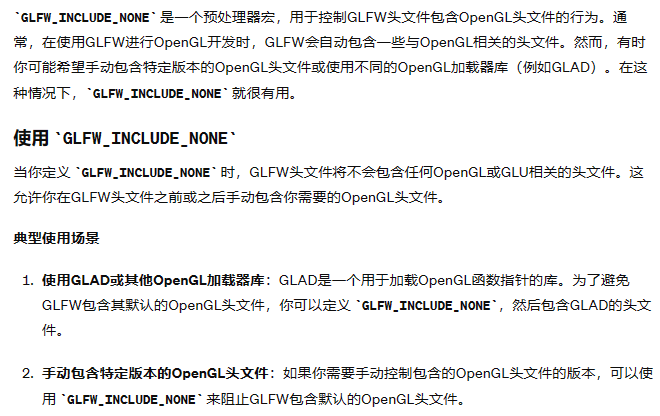 `GLFW_INCLUDE_NONE` 是一个预处理器宏，用于控制GLFW头文件包含OpenGL头文件的行为。通
常，在使用GLFW进行OpenGL开发时，GLFW会自动包含一些与OpenGL相关的头文件。然而，有时
你可能希望手动包含特定版本的OpenGL头文件或使用不同的OpenGL加载器库（例如GLAD）。在这
种情况下，`GLFW_INCLUDE_NONE` 就很有用。
使用 `GLFW_INCLUDE_NONE`
当你定义 `GLFW_INCLUDE_NONE` 时，GLFW头文件将不会包含任何OpenGL或GLU相关的头文件。这
允许你在GLFW头文件之前或之后手动包含你需要的OpenGL头文件。
典型使用场景
1. 使用GLAD或其他OpenGL加载器库：GLAD是一个用于加载OpenGL函数指针的库。为了避免
GLFW包含其默认的OpenGL头文件，你可以定义 `GLFW_INCLUDE_NONE`，然后包含GLAD的头文
件。
2. 手动包含特定版本的OpenGL头文件：如果你需要手动控制包含的OpenGL头文件的版本，可以使
用 `GLFW_INCLUDE_NONE` 来阻止GLFW包含默认的OpenGL头文件。